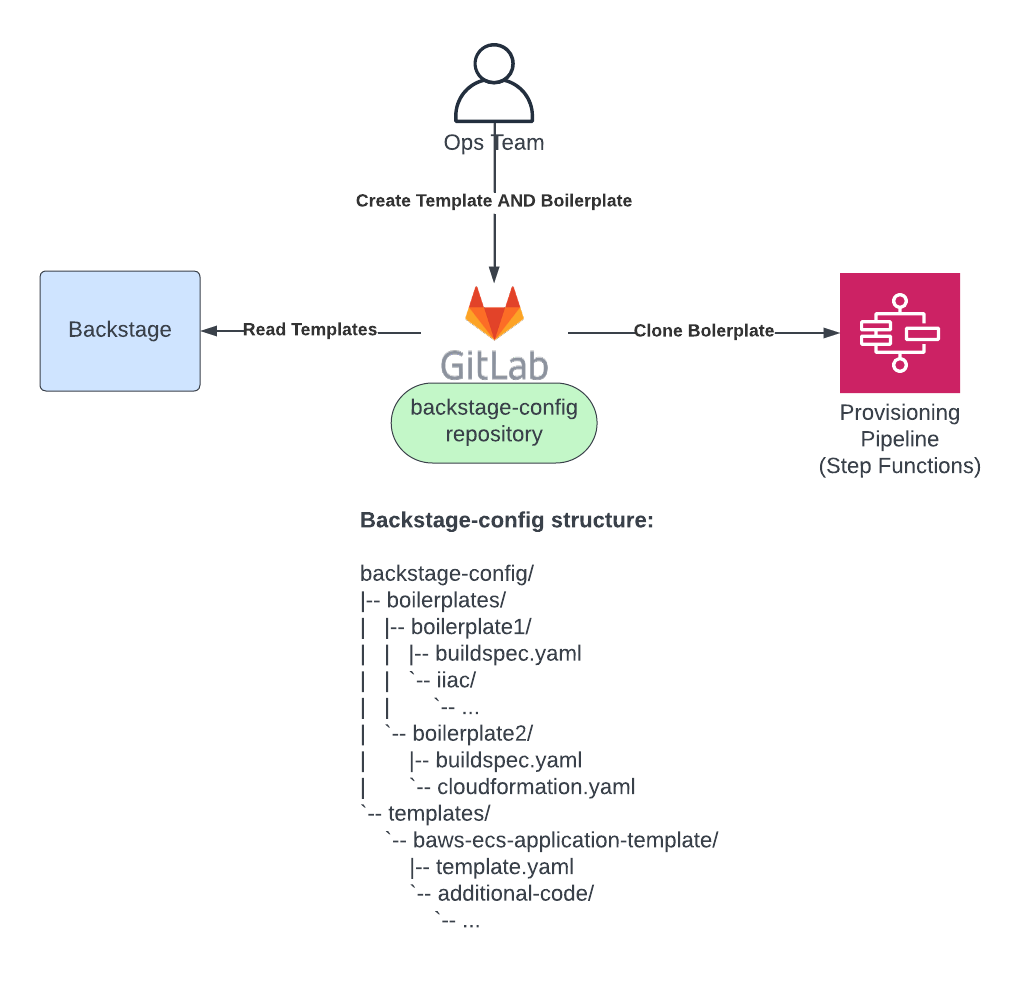 Ops Team
Create Template AND Boilerplate
Backstage
Read Templates
GitLab
Clone Bolerplate
backstage-config
repository
Provisioning
Pipeline
(Step Functions)
Backstage-config structure:
backstage-config/
|-- boilerplates/
|   |-- boilerplate1/
|   |   |-- buildspec.yaml
|   |   `-- iiac/
|   |       `-- ...
|   `-- boilerplate2/
|       |-- buildspec.yaml
|       `-- cloudformation.yaml
`-- templates/
    `-- baws-ecs-application-template/
        |-- template.yaml
        `-- additional-code/
            `-- ...